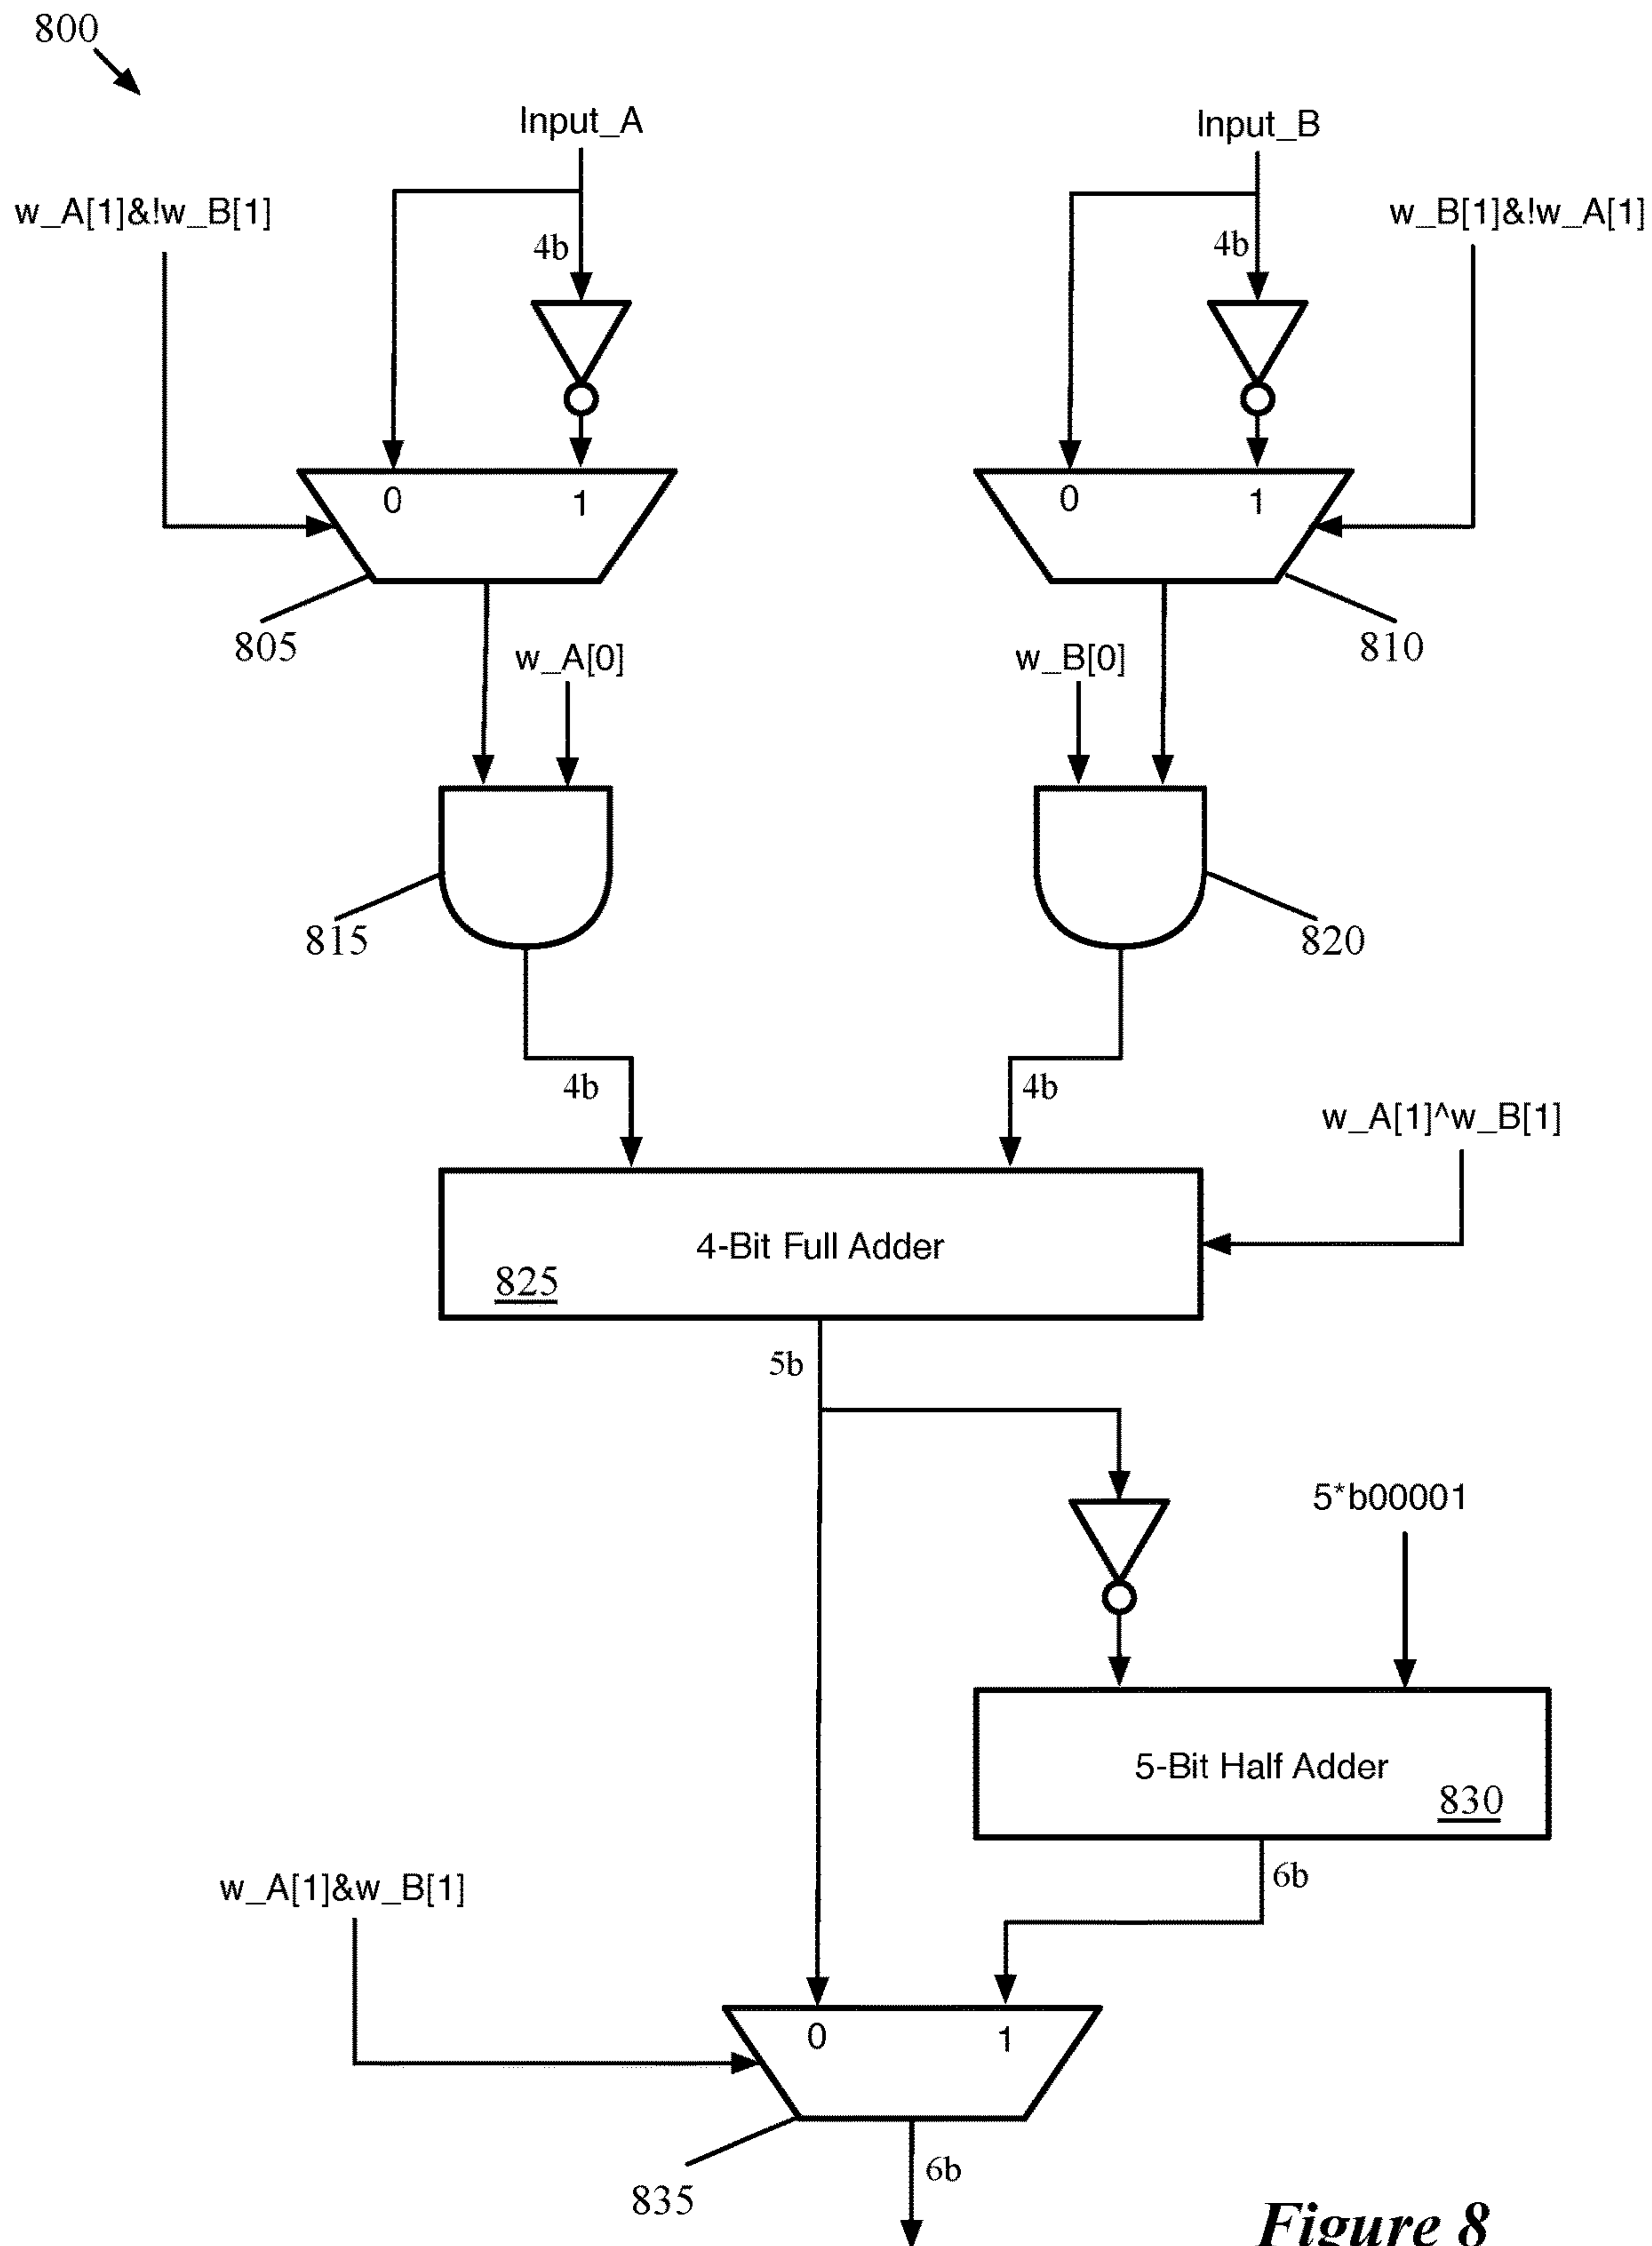 800
Input_A
Input_B
w_A[1]&!w_B[1]
w_B[1]&!w_A[1]
4b
4b
0
1
0
1
805
w_A[0]
w_B[0]
810
815
820
4b
4b
w_A[1]^w_B[1]
4-Bit Full Adder
825
5b
5*b00001
5-Bit Half Adder
830
w_A[1]&w_B[1]
6b
0
1
835
6b
Figure 8